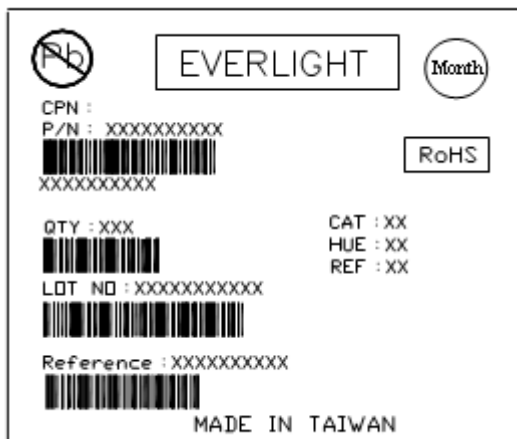 Pb
EVERLIGHT
Month
CPN :
P/N : XXXXXXXXXX
RoHS
XXXXXXXXXX
QTY : XXX
CAT : XX
HUE : XX
REF : XX
LOT NO : XXXXXXXXXXX
Reference : XXXXXXXXXX
MADE IN TAIWAN